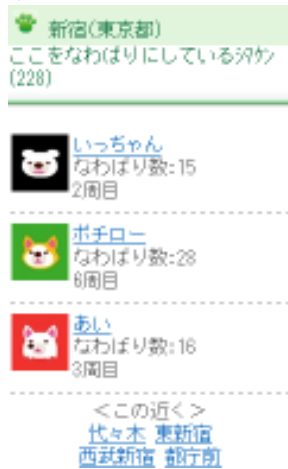 新宿(東京都)
ここをなわばりにしているｼﾏｹﾝ
(228)
いっちゃん
なわばり数:15
2周目
ポチロー
なわばり数:28
6周目
あい
なわばり数:16
3周目
＜この近く＞
代々木 東新宿
西武新宿 都庁前